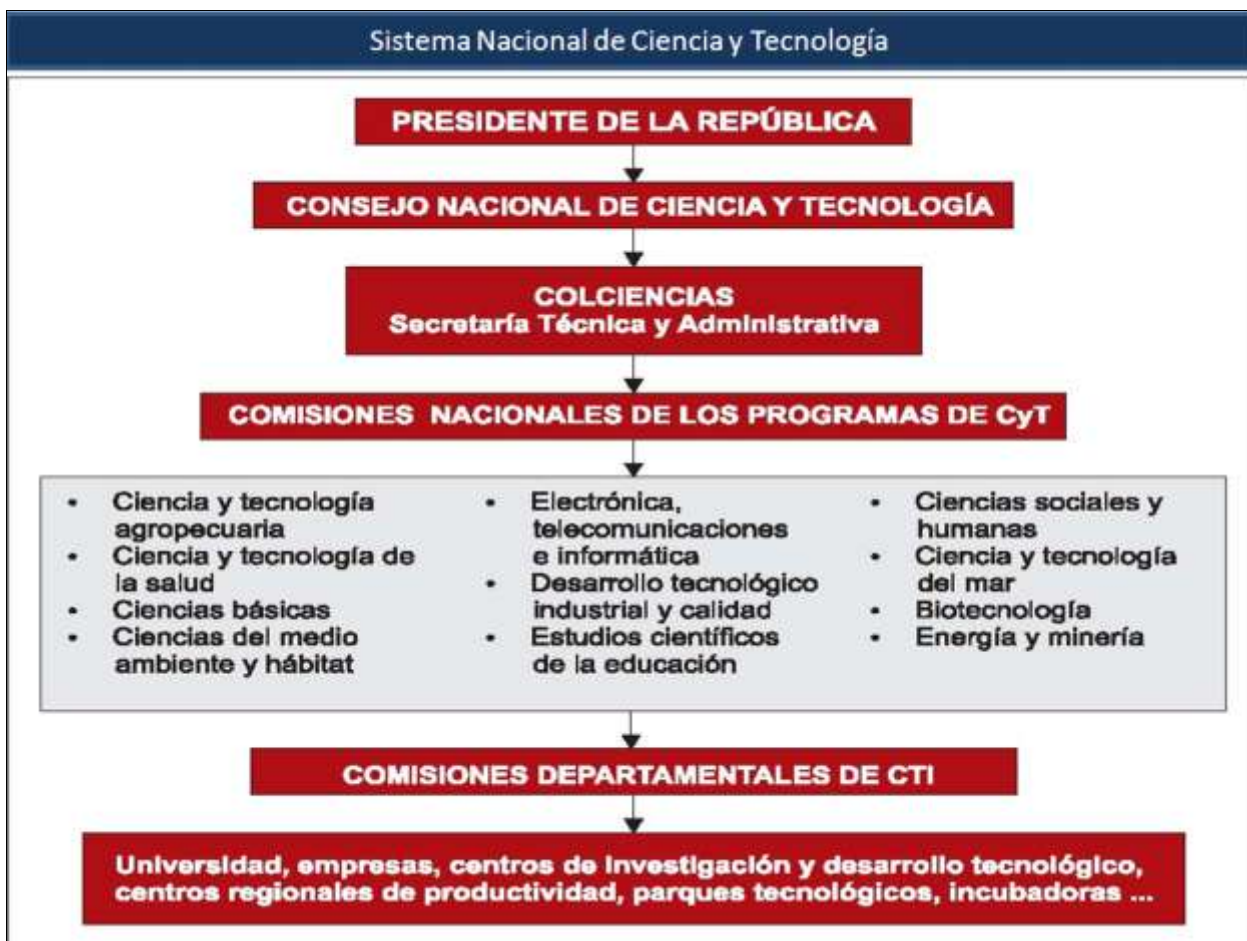 Sistema Nacional de Ciencia y Tecnología
PRESIDENTE DE LA REPÚBLICA
CONSEJO NACIONAL DE CIENCIA Y TECNOLOGÍA
COLCIENCIAS
Secretaría Técnica y Administrativa
COMISIONES NACIONALES DE LOS PROGRAMAS DE CyT
• Ciencia y tecnología
agropecuaria
• Ciencia y tecnología de
la salud
• Ciencias básicas
• Ciencias del medio
ambiente y hábitat
• Electrónica,
telecomunicaciones
e informática
• Desarrollo tecnológico
industrial y calidad
• Estudios científicos
de la educación
• Ciencias sociales y
humanas
• Ciencia y tecnología
del mar
• Biotecnología
• Energía y minería
COMISIONES DEPARTAMENTALES DE CTI
Universidad, empresas, centros de investigación y desarrollo tecnológico,
centros regionales de productividad, parques tecnológicos, incubadoras ...